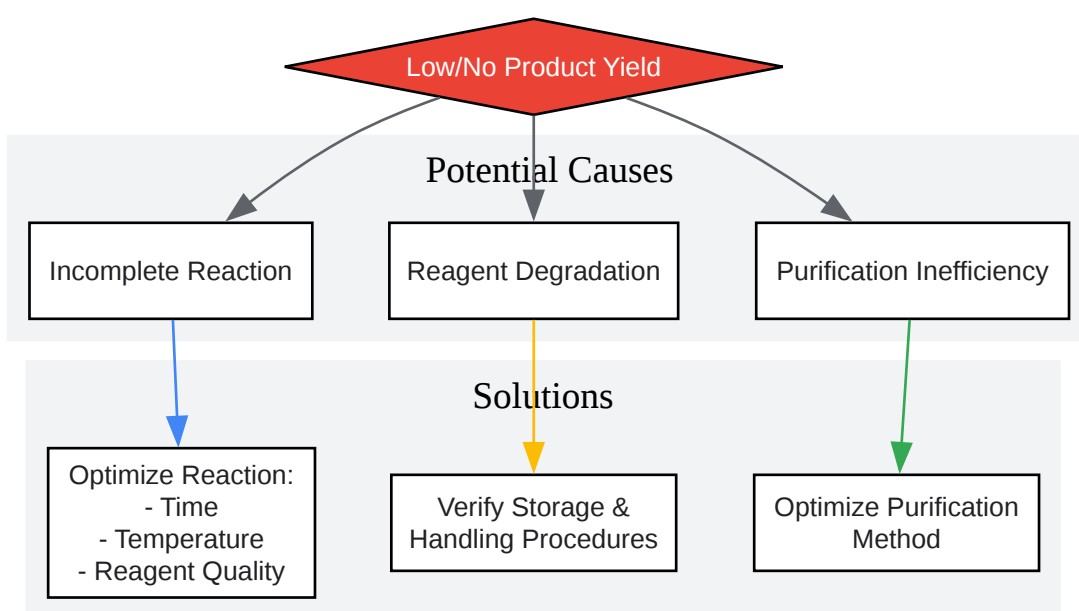 Low/No Product Yield
Potential Causes
Incomplete Reaction
Reagent Degradation
Purification Inefficiency
Solutions
Optimize Reaction:
- Time
- Temperature
- Reagent Quality
Verify Storage &
Handling Procedures
Optimize Purification
Method